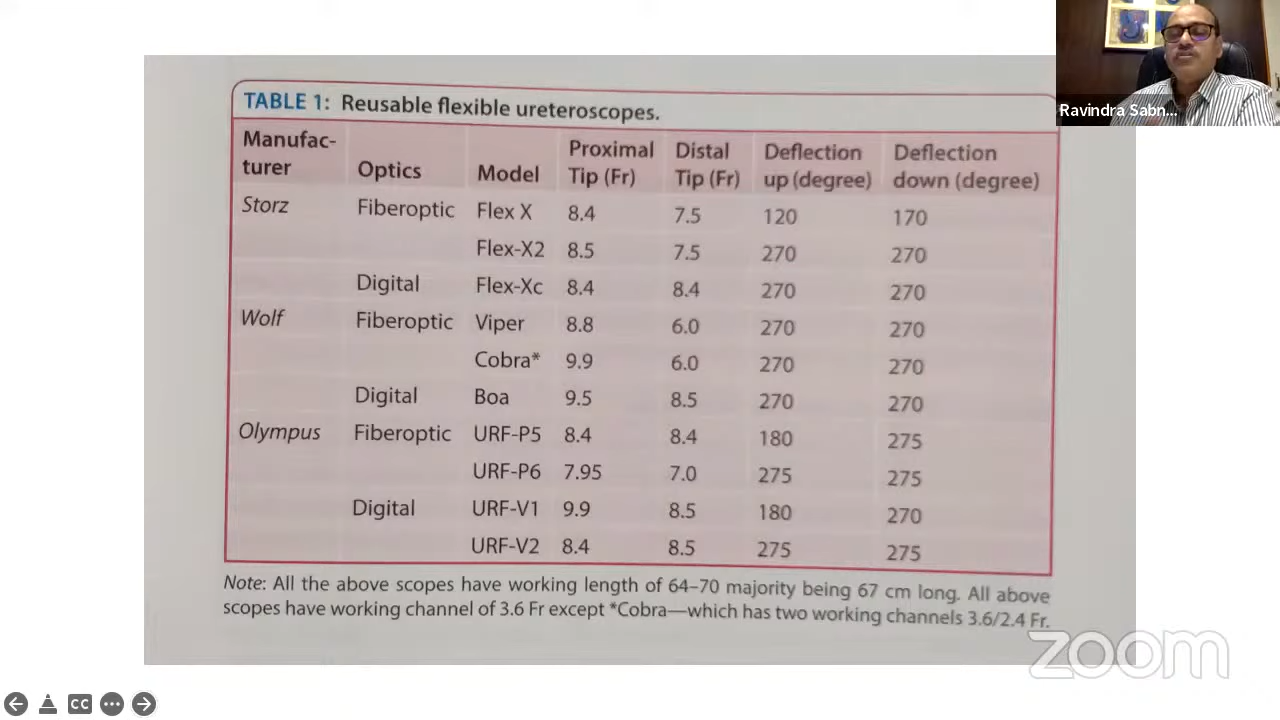 Ravindra Sabn...
TABLE 1: Reusable flexible ureteroscopes.
Manufac-
turer Optics Model Proximal Tip (Fr) Distal Tip (Fr) Deflection up (degree) Deflection down (degree)
Storz Fiberoptic Flex X 8.4 7.5 120 170
Flex-X2 8.5 7.5 270 270
Digital Flex-Xc 8.4 8.4 270 270
Wolf Fiberoptic Viper 8.8 6.0 270 270
Cobra* 9.9 6.0 270 270
Digital Boa 9.5 8.5 270 270
Olympus Fiberoptic URF-P5 8.4 8.4 180 275
URF-P6 7.95 7.0 275 275
Digital URF-V1 9.9 8.5 180 270
URF-V2 8.4 8.5 275 275
Note: All the above scopes have working length of 64–70 majority being 67 cm long. All above
scopes have working channel of 3.6 Fr except *Cobra—which has two working channels 3.6/2.4 Fr.
zoom
CC